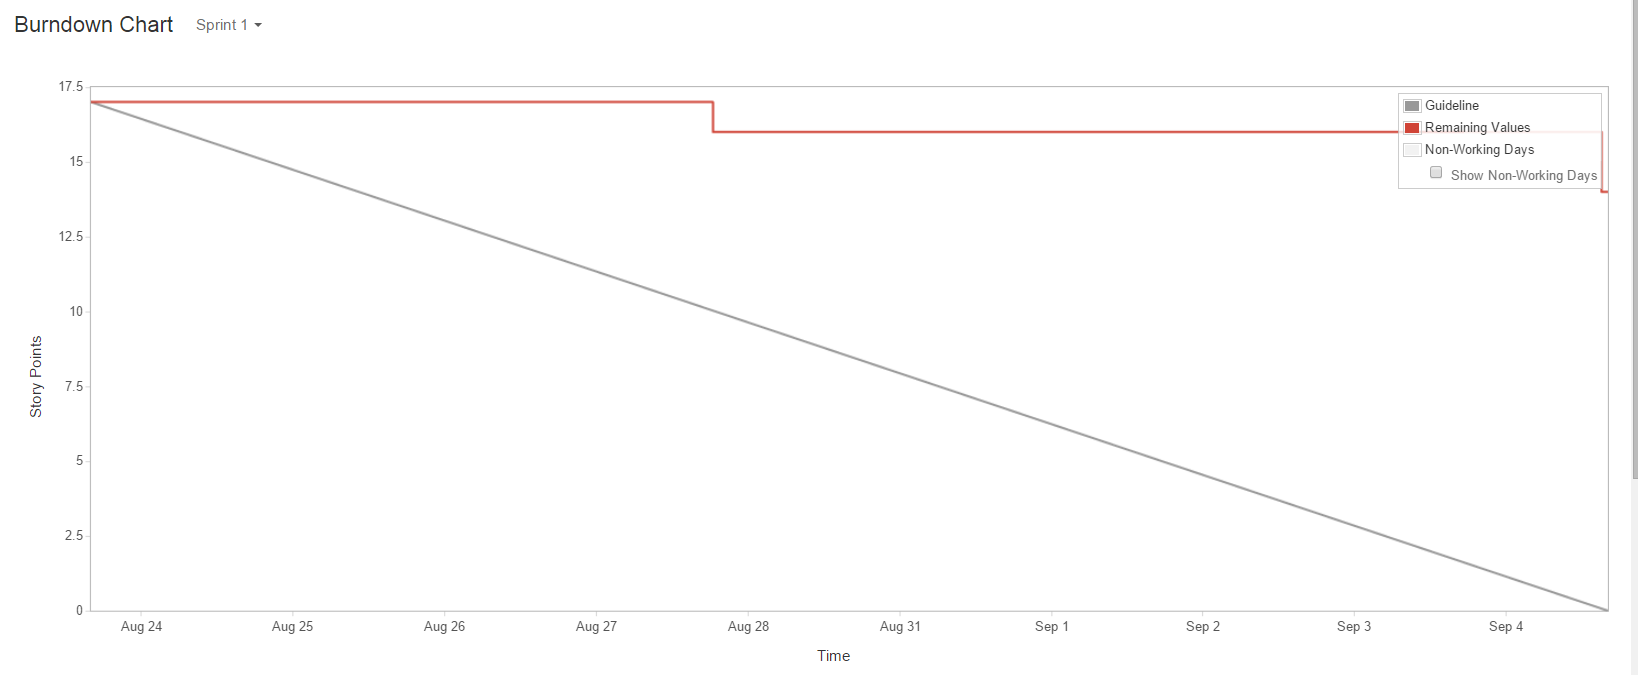 Burndown Chart Sprint 1
17.5
15
12.5
10
7.5
5
2.5
0
Story Points
Guideline
Remaining Values
Non-Working Days
Show Non-Working Days
Aug 24 Aug 25 Aug 26 Aug 27 Aug 28 Aug 31 Sep 1 Sep 2 Sep 3 Sep 4
Time